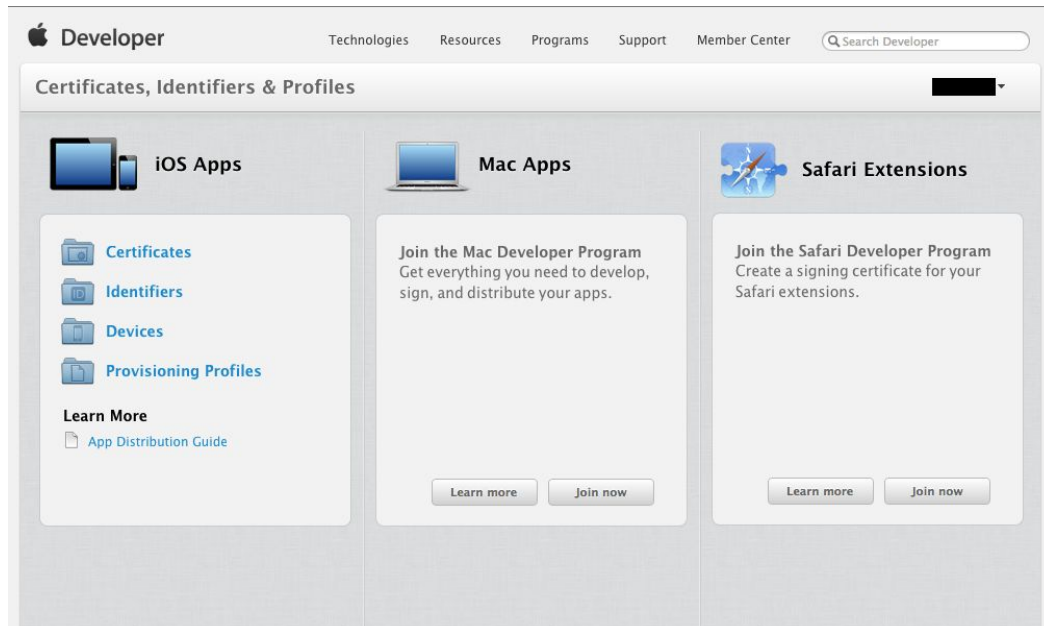 Developer
Technologies Resources Programs Support Member Center Search Developer
Certificates, Identifiers & Profiles
iOS Apps
Certificates
Identifiers
Devices
Provisioning Profiles
Learn More
App Distribution Guide
Mac Apps
Join the Mac Developer Program
Get everything you need to develop,
sign, and distribute your apps.
Learn more Join now
Safari Extensions
Join the Safari Developer Program
Create a signing certificate for your
Safari extensions.
Learn more Join now